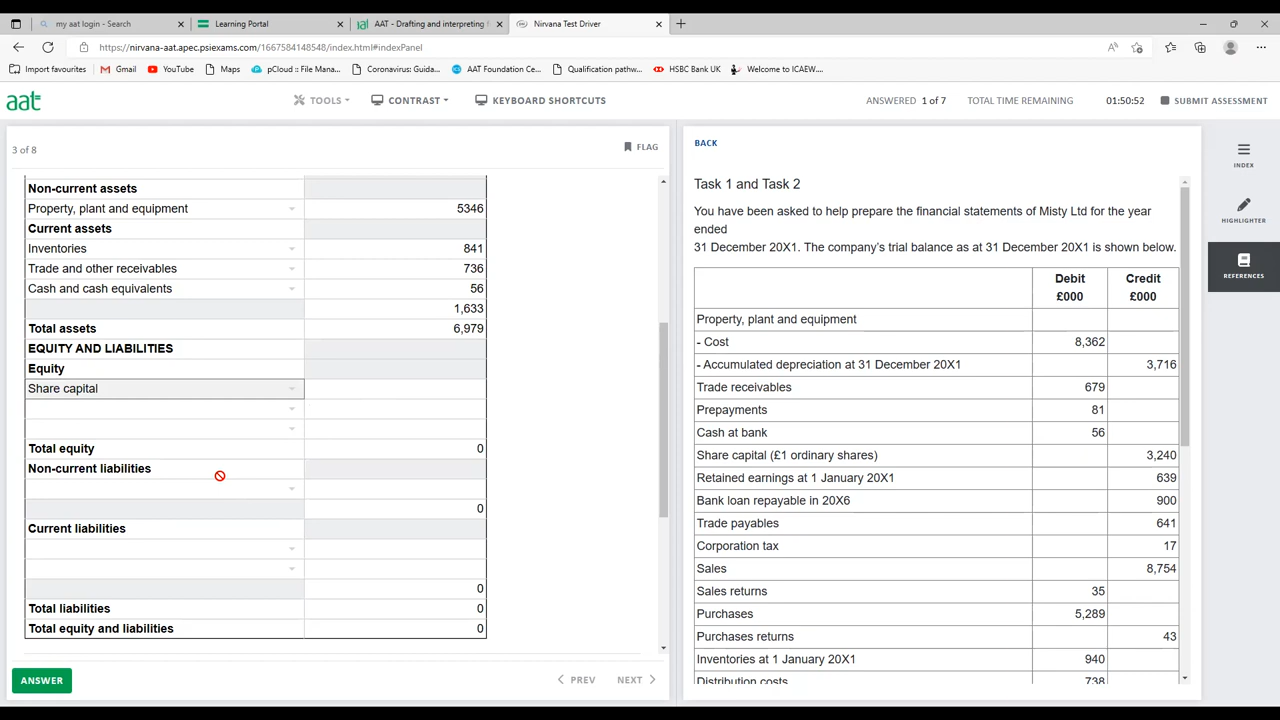 my aat login - Search
Learning Portal
AAT - Drafting and interpreting f
Nirvana Test Driver
https://nirvana-aat.apec.psiexams.com/1667584148548/index.html#indexPanel
Import favourites
Gmail
YouTube
Maps
pCloud :: File Mana...
Coronavirus: Guida...
AAT Foundation Ce...
Qualification pathw...
HSBC Bank UK
Welcome to ICAEW....
aat
TOOLS
CONTRAST
KEYBOARD SHORTCUTS
ANSWERED 1 of 7
TOTAL TIME REMAINING 01:50:52
SUBMIT ASSESSMENT
3 of 8
FLAG
Non-current assets
Property, plant and equipment 5346
Current assets
Inventories 841
Trade and other receivables 736
Cash and cash equivalents 56
1,633
Total assets 6,979
EQUITY AND LIABILITIES
Equity
Share capital
Total equity 0
Non-current liabilities
0
Current liabilities
0
Total liabilities 0
Total equity and liabilities 0
ANSWER
PREV
NEXT
BACK
Task 1 and Task 2
You have been asked to help prepare the financial statements of Misty Ltd for the year
ended
31 December 20X1. The company's trial balance as at 31 December 20X1 is shown below.
Debit Credit
£000 £000
Property, plant and equipment
- Cost 8,362
- Accumulated depreciation at 31 December 20X1 3,716
Trade receivables 679
Prepayments 81
Cash at bank 56
Share capital (£1 ordinary shares) 3,240
Retained earnings at 1 January 20X1 639
Bank loan repayable in 20X6 900
Trade payables 641
Corporation tax 17
Sales 8,754
Sales returns 35
Purchases 5,289
Purchases returns 43
Inventories at 1 January 20X1 940
Distribution costs 738
INDEX
HIGHLIGHTER
REFERENCES